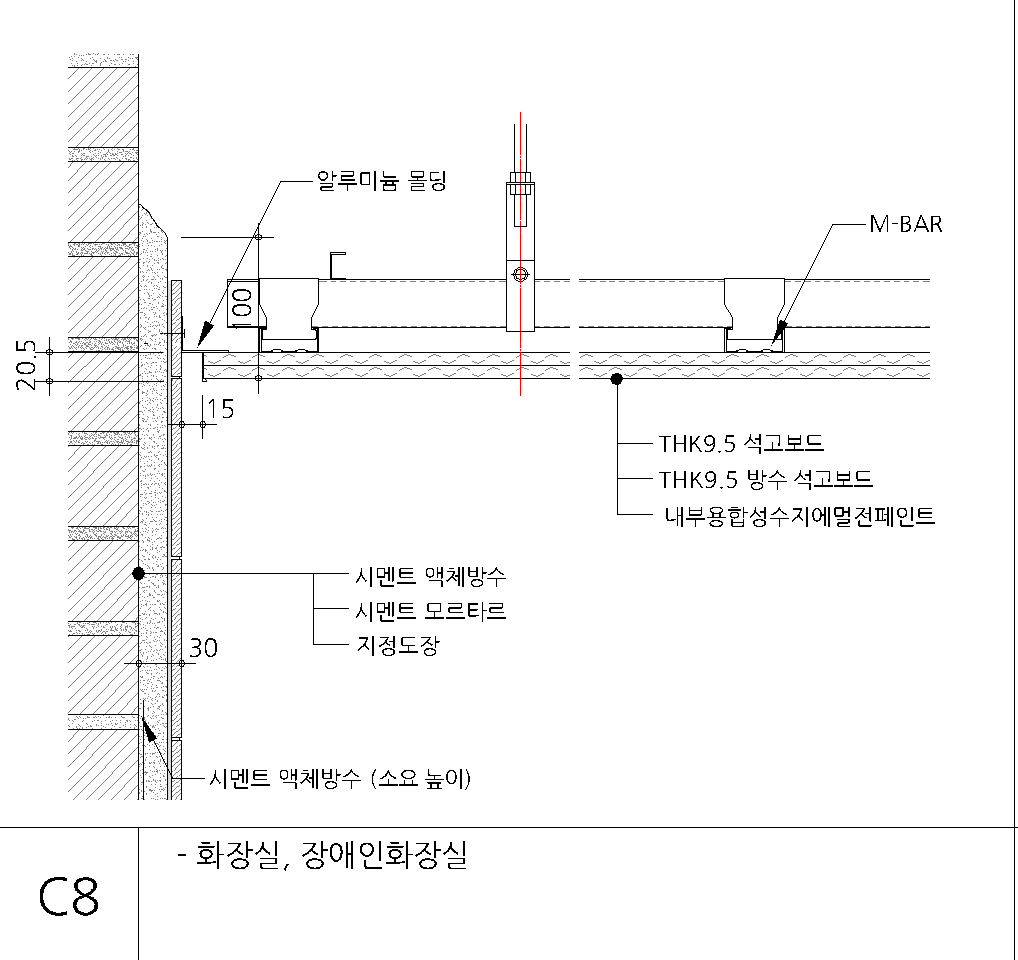 알루미늄 몰딩
M-BAR
100
20.5
15
THK9.5 석고보드
THK9.5 방수 석고보드
내부용합성수지에멀전페인트
시멘트 액체방수
시멘트 모르타르
지정도장
30
시멘트 액체방수 (소요 높이)
- 화장실, 장애인화장실
C8